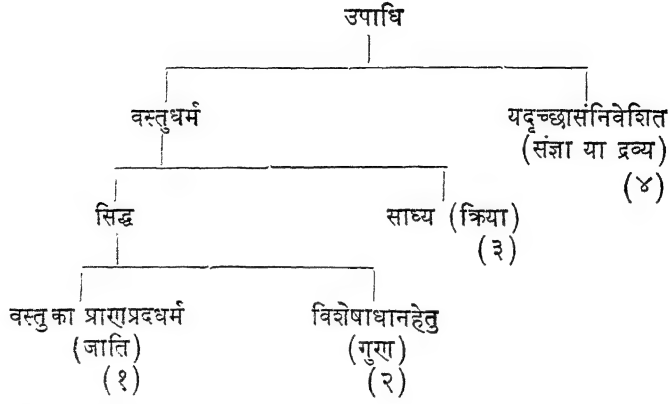 उपाधि
वस्तुधर्म यदृच्छासंनिवेशित
(संज्ञा या द्रव्य)
(४)
सिद्ध साध्य (क्रिया)
(३)
वस्तु का प्राणप्रदधर्म विशेषाधानहेतु
(जाति) (गुण)
(१) (२)